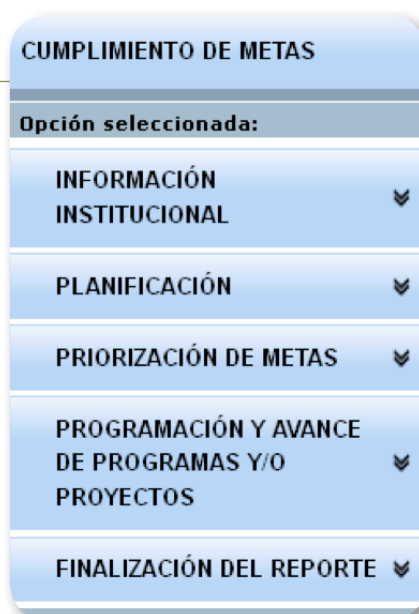 CUMPLIMIENTO DE METAS
Opción seleccionada:
INFORMACIÓN
INSTITUCIONAL
PLANIFICACIÓN
PRIORIZACIÓN DE METAS
PROGRAMACIÓN Y AVANCE
DE PROGRAMAS Y/O
PROYECTOS
FINALIZACIÓN DEL REPORTE